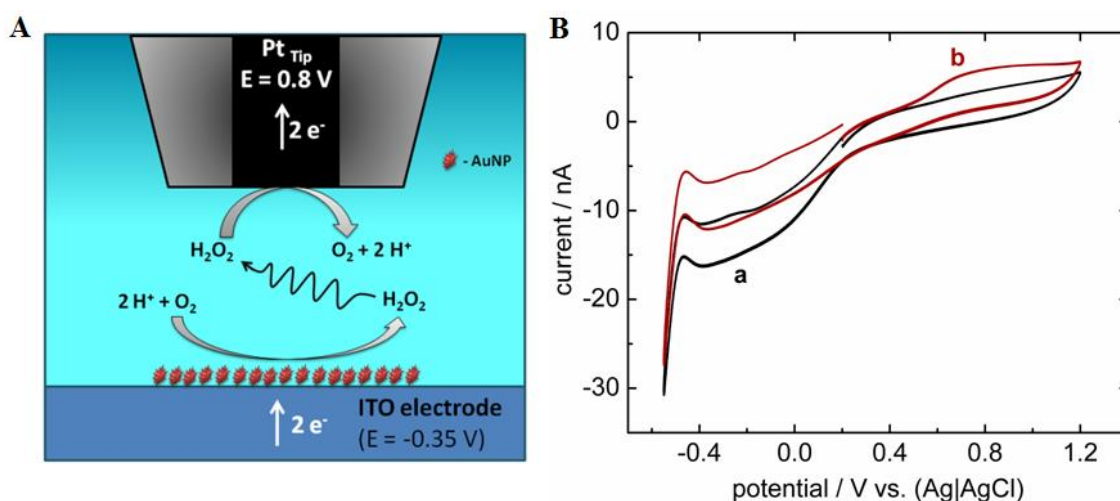 A
Pt Tip
E = 0.8 V
2 e⁻
- AuNP
H₂O₂
O₂ + 2 H⁺
2 H⁺ + O₂
H₂O₂
2 e⁻
ITO electrode
(E = -0.35 V)
B
current / nA
10
0
-10
-20
-30
b
a
-0.4
0.0
0.4
0.8
1.2
potential / V vs. (Ag|AgCl)